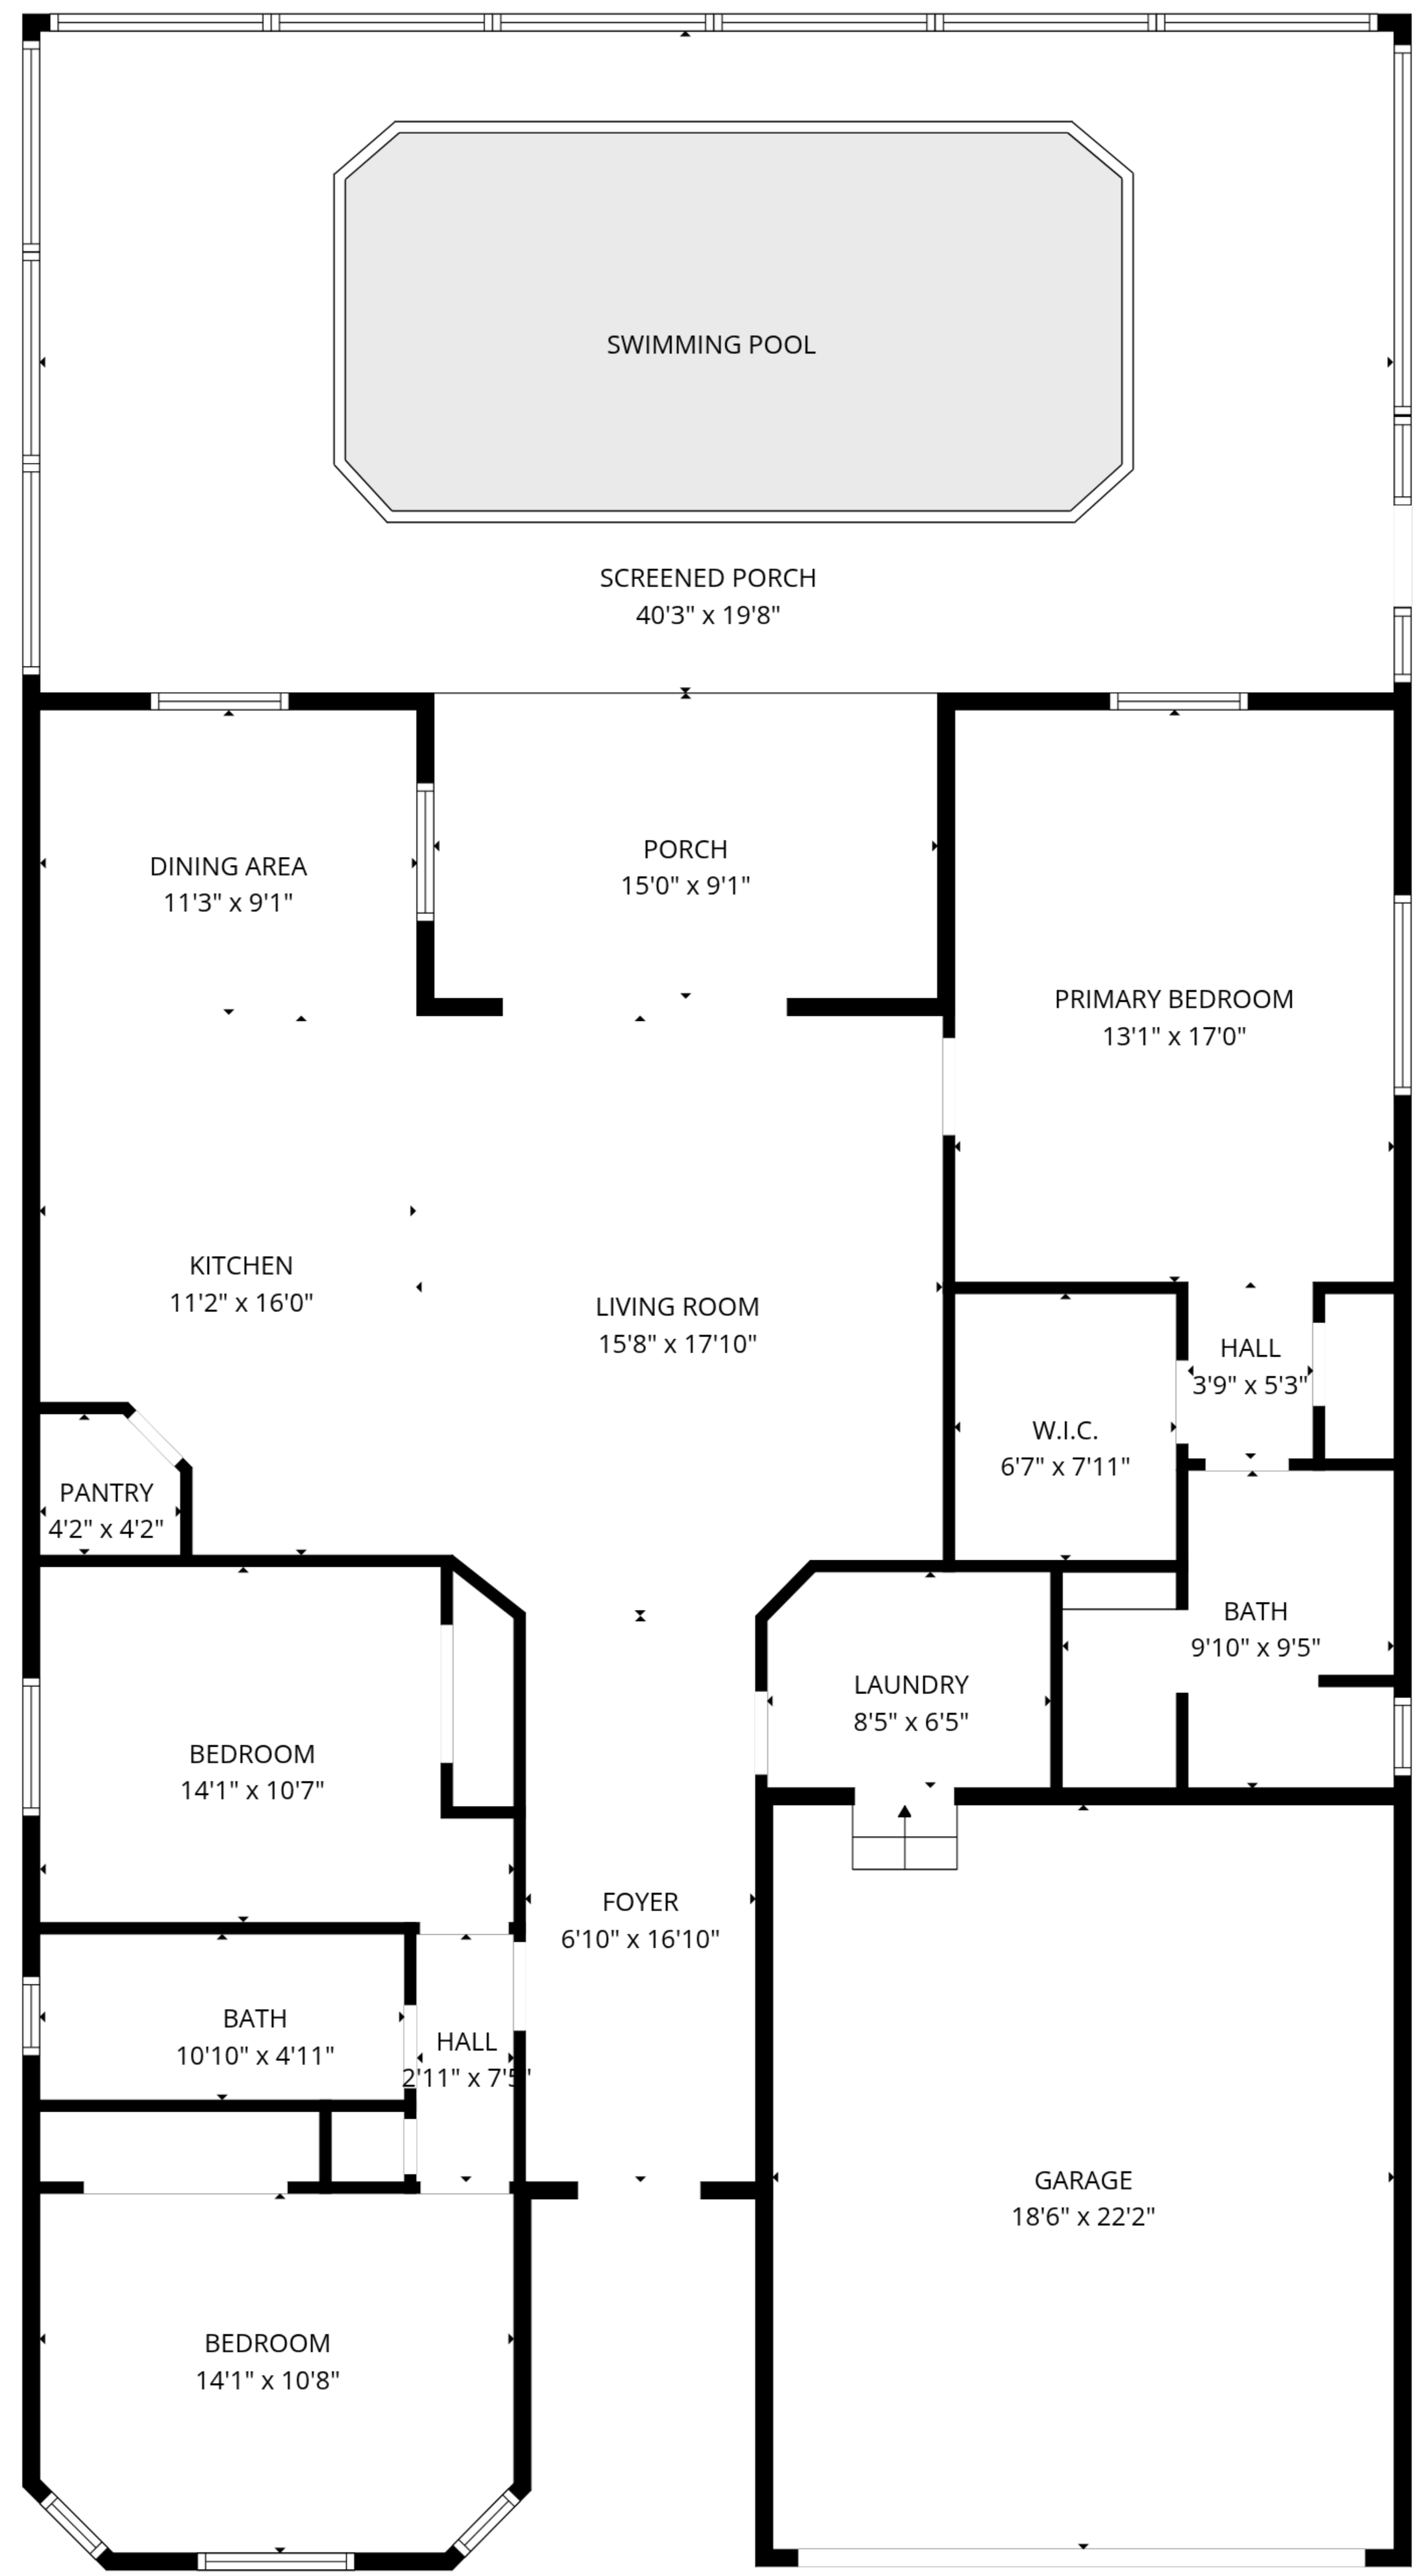 SWIMMING POOL
SCREENED PORCH
40'3" x 19'8"
DINING AREA
11'3" x 9'1"
PORCH
15'0" x 9'1"
PRIMARY BEDROOM
13'1" x 17'0"
KITCHEN
11'2" x 16'0"
LIVING ROOM
15'8" x 17'10"
HALL
3'9" x 5'3"
W.I.C.
6'7" x 7'11"
PANTRY
4'2" x 4'2"
BATH
9'10" x 9'5"
LAUNDRY
8'5" x 6'5"
BEDROOM
14'1" x 10'7"
FOYER
6'10" x 16'10"
BATH
10'10" x 4'11"
HALL
2'11" x 7'5"
GARAGE
18'6" x 22'2"
BEDROOM
14'1" x 10'8"